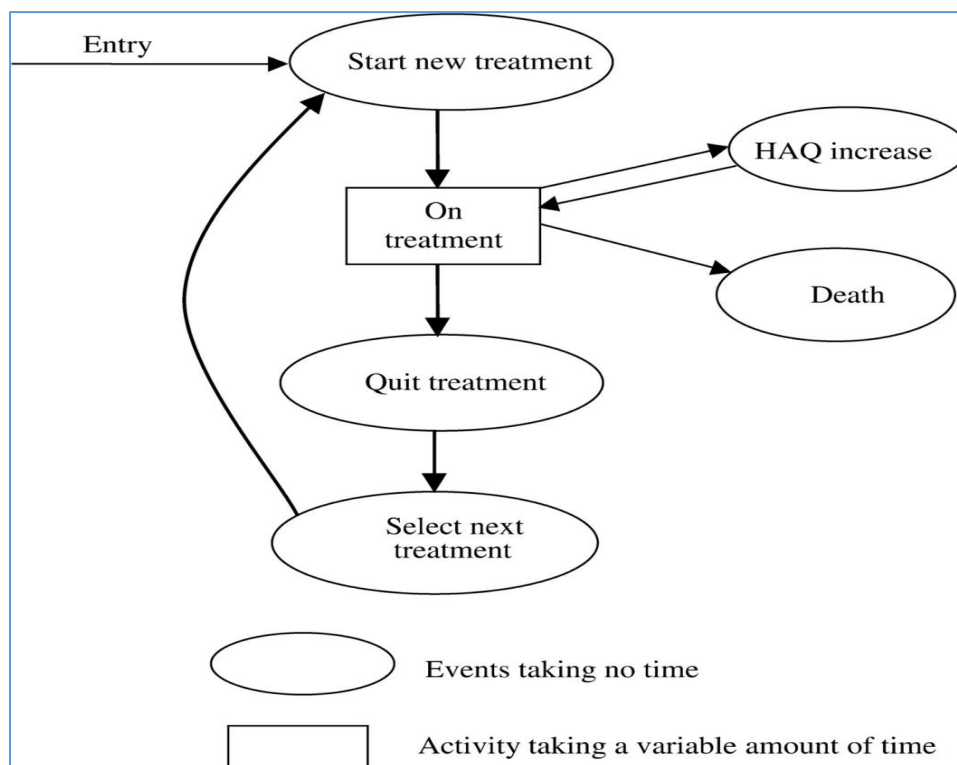 Entry
Start new treatment
HAQ increase
On
treatment
Death
Quit treatment
Select next
treatment
Events taking no time
Activity taking a variable amount of time